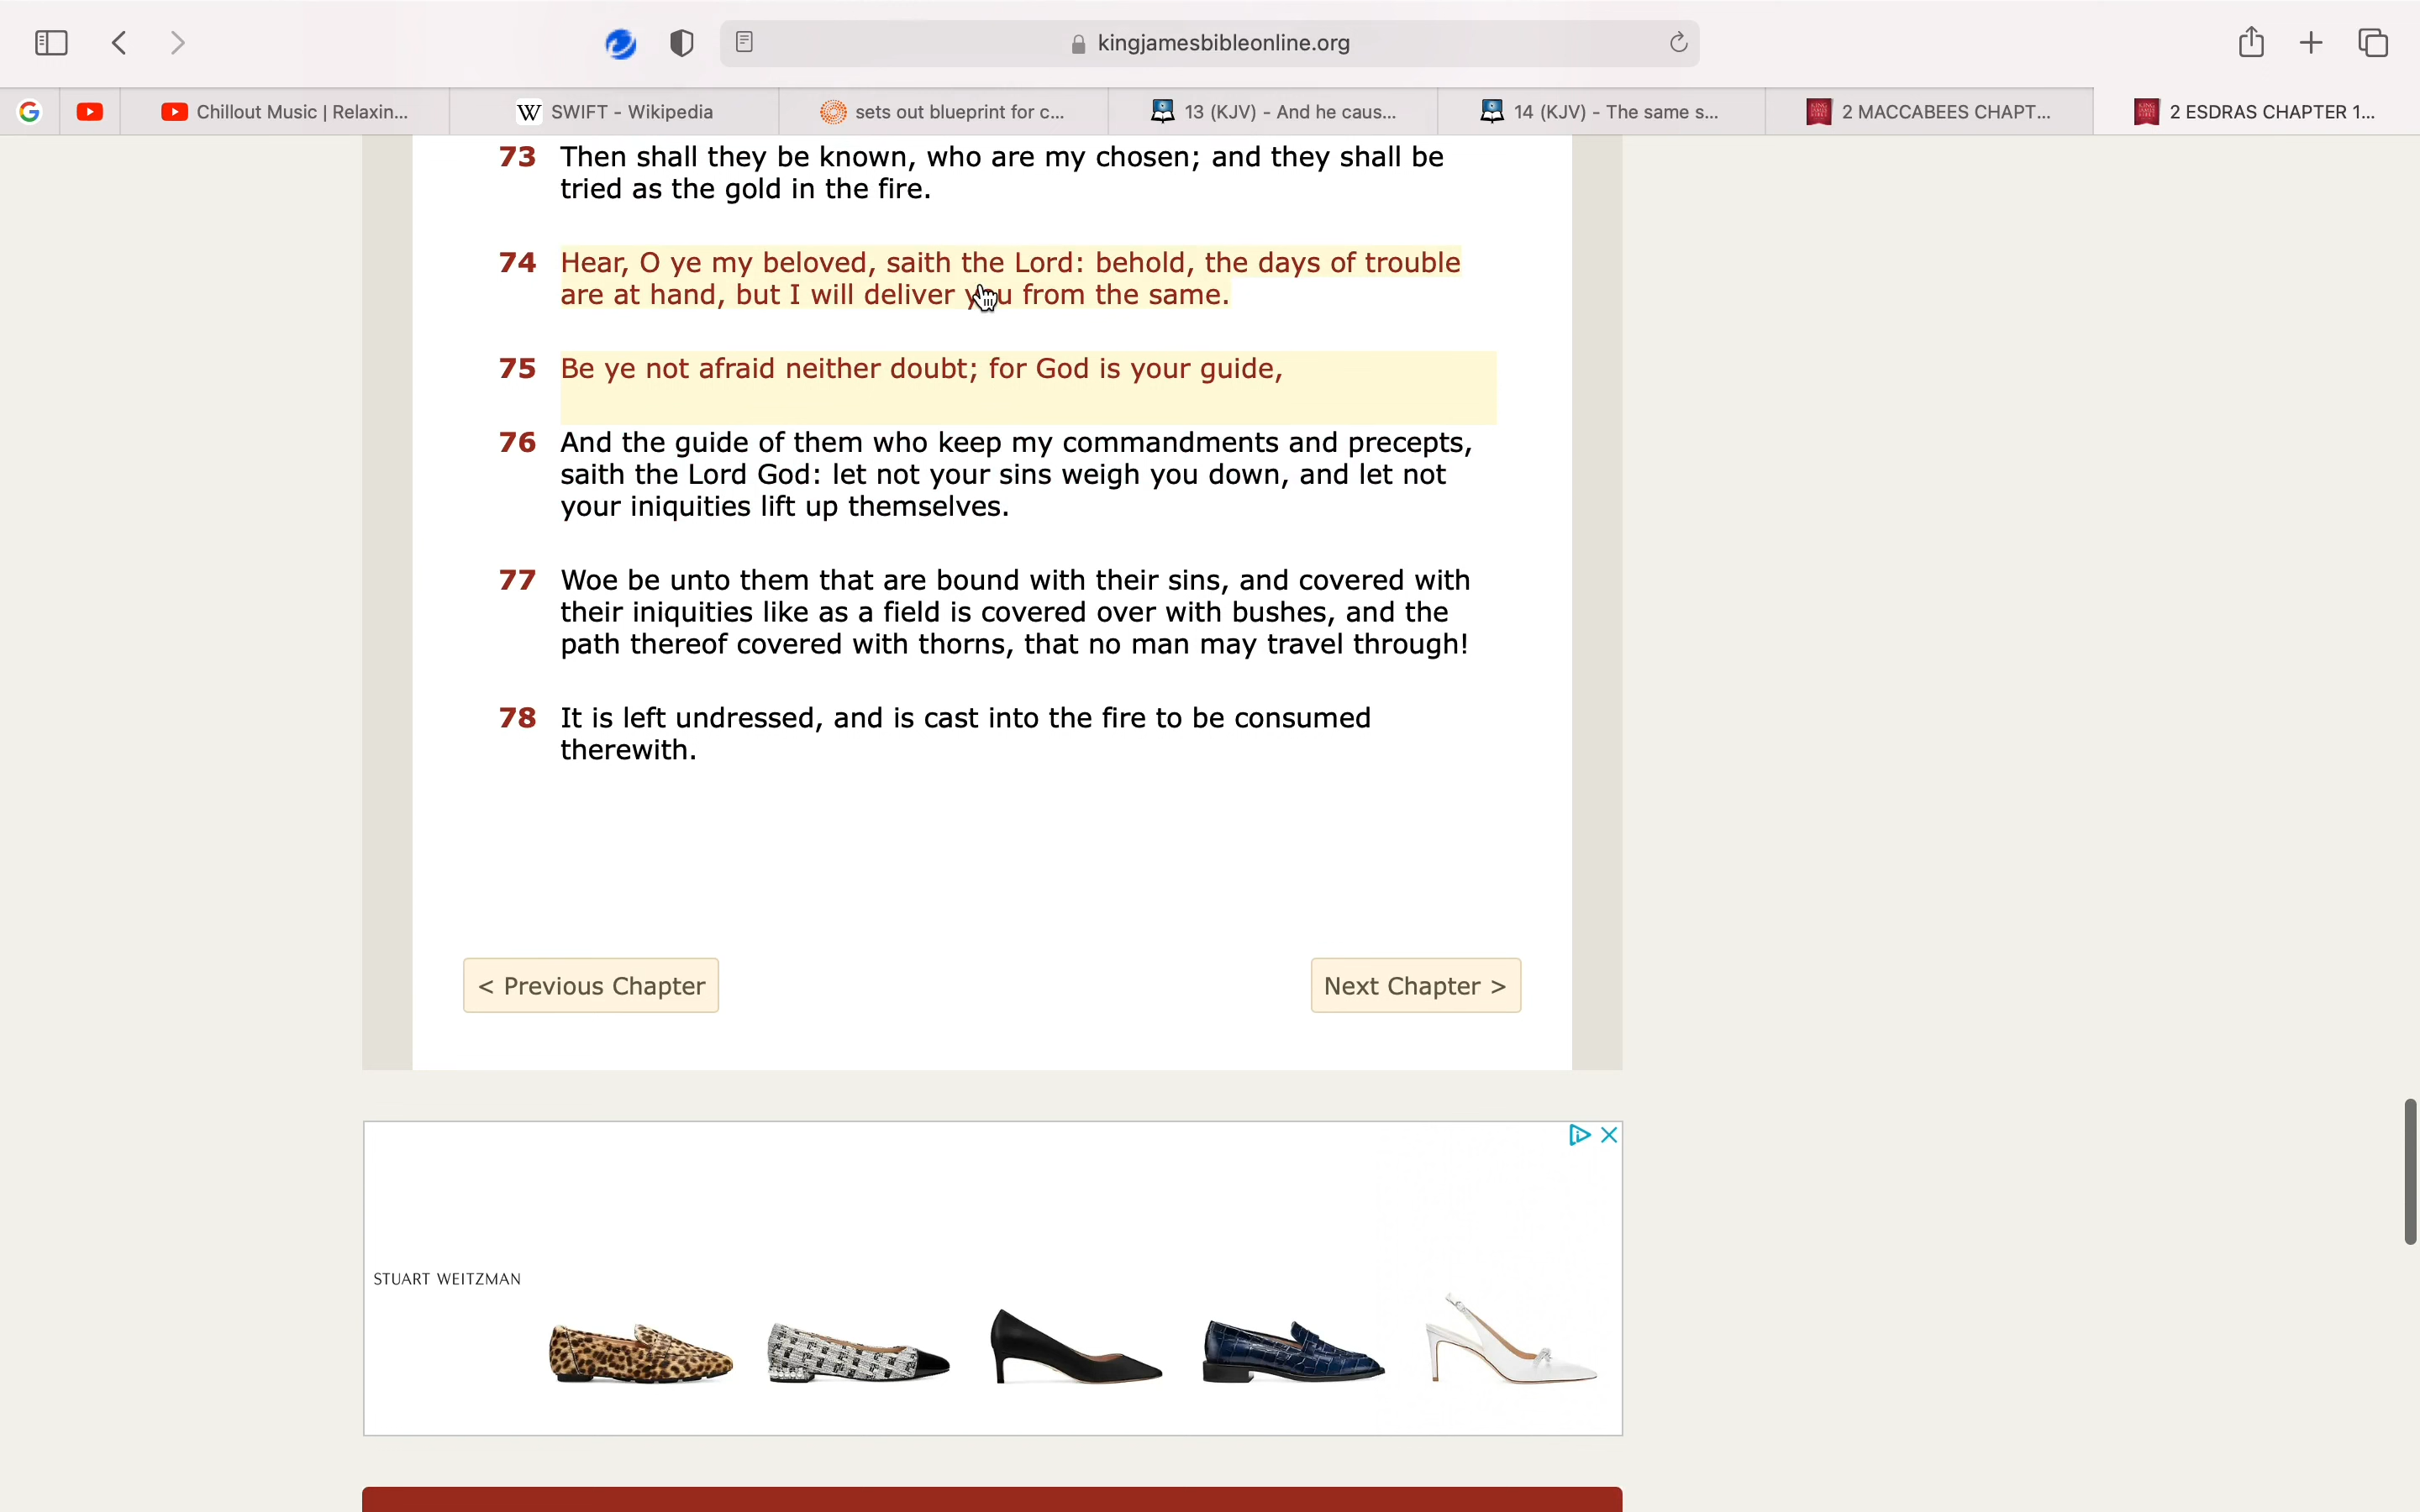 kingjamesbibleonline.org
Chillout Music | Relaxin...
SWIFT - Wikipedia
sets out blueprint for c...
13 (KJV) - And he caus...
14 (KJV) - The same s...
2 MACCABEES CHAPT...
2 ESDRAS CHAPTER 1...
73 Then shall they be known, who are my chosen; and they shall be
tried as the gold in the fire.
74 Hear, O ye my beloved, saith the Lord: behold, the days of trouble
are at hand, but I will deliver you from the same.
75 Be ye not afraid neither doubt; for God is your guide,
76 And the guide of them who keep my commandments and precepts,
saith the Lord God: let not your sins weigh you down, and let not
your iniquities lift up themselves.
77 Woe be unto them that are bound with their sins, and covered with
their iniquities like as a field is covered over with bushes, and the
path thereof covered with thorns, that no man may travel through!
78 It is left undressed, and is cast into the fire to be consumed
therewith.
< Previous Chapter
Next Chapter >
STUART WEITZMAN